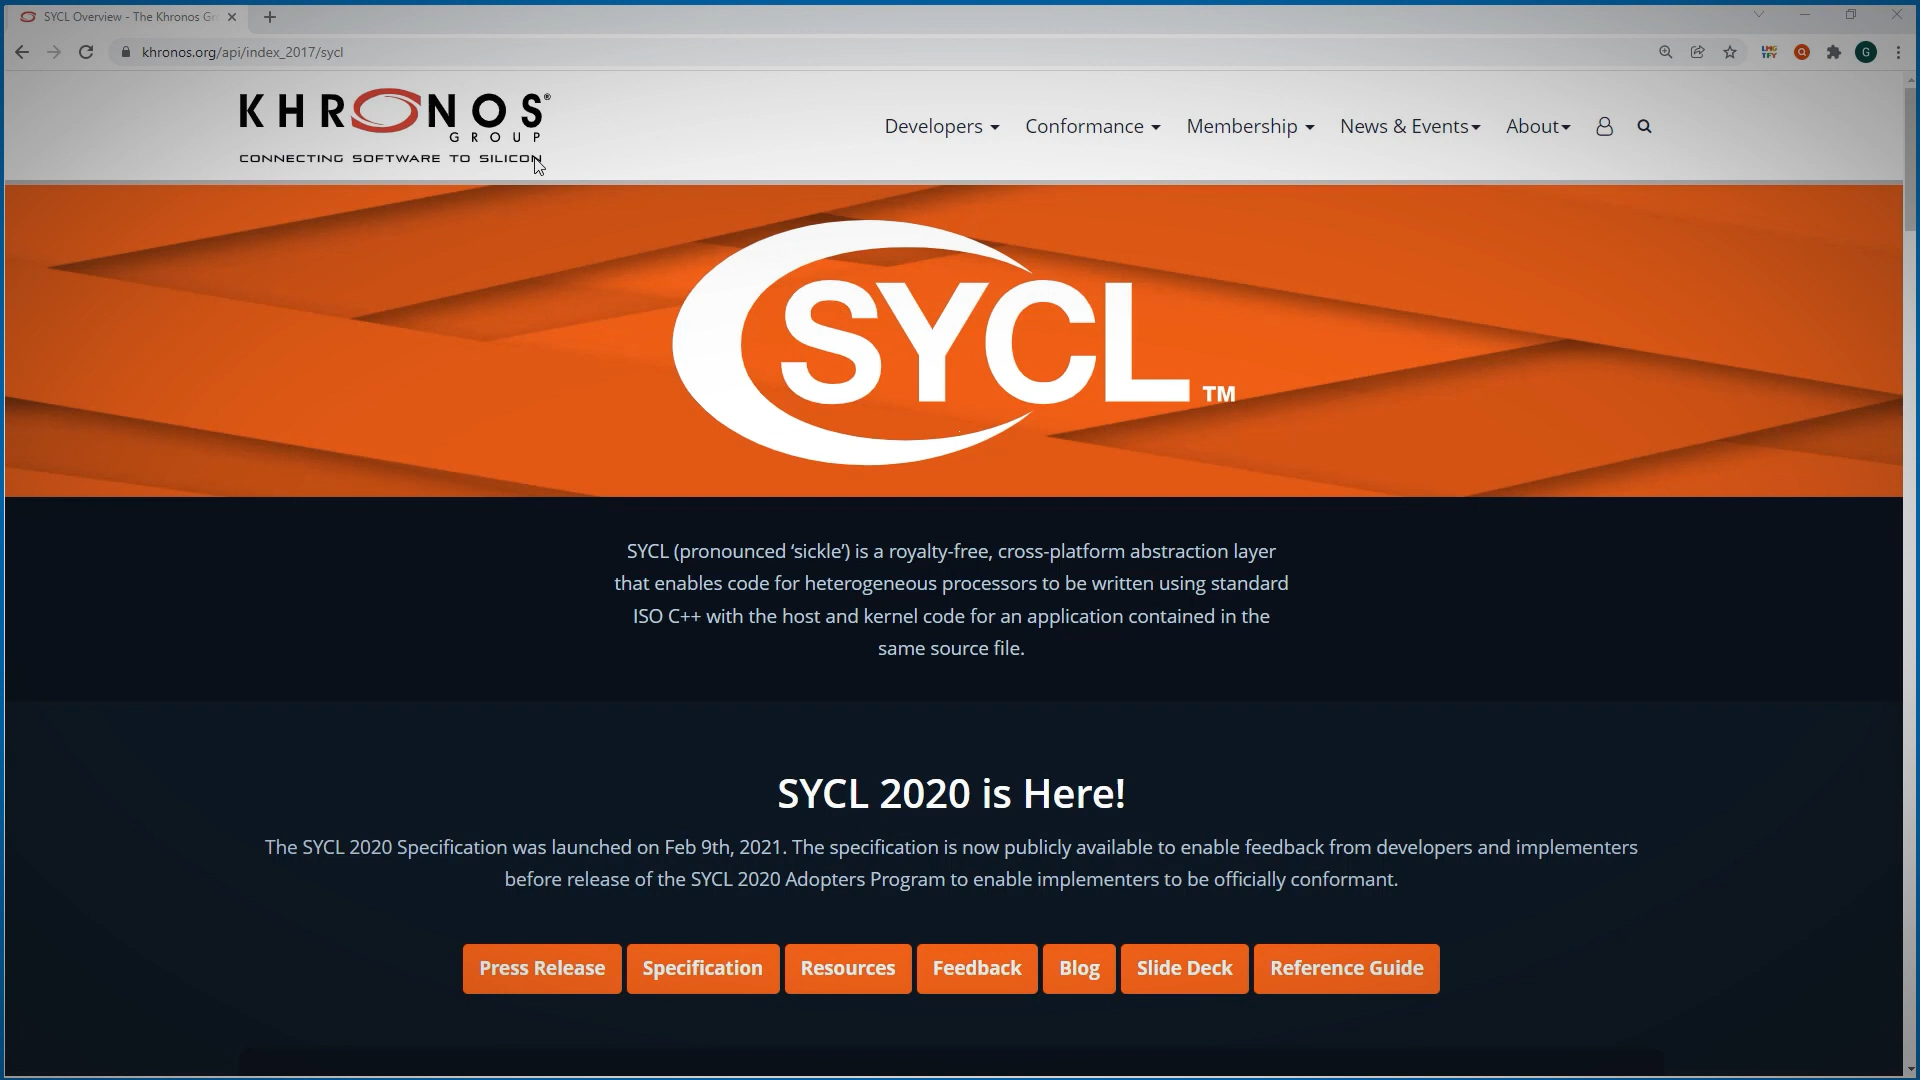 SYCL Overview - The Khronos Gr
khronos.org/api/index_2017/sycl
LMG
TFY
G
KHRONOS®
GROUP
CONNECTING SOFTWARE TO SILICON
Developers Conformance Membership News & Events About
SYCL TM
SYCL (pronounced ‘sickle’) is a royalty-free, cross-platform abstraction layer
that enables code for heterogeneous processors to be written using standard
ISO C++ with the host and kernel code for an application contained in the
same source file.
SYCL 2020 is Here!
The SYCL 2020 Specification was launched on Feb 9th, 2021. The specification is now publicly available to enable feedback from developers and implementers
before release of the SYCL 2020 Adopters Program to enable implementers to be officially conformant.
Press Release Specification Resources Feedback Blog Slide Deck Reference Guide